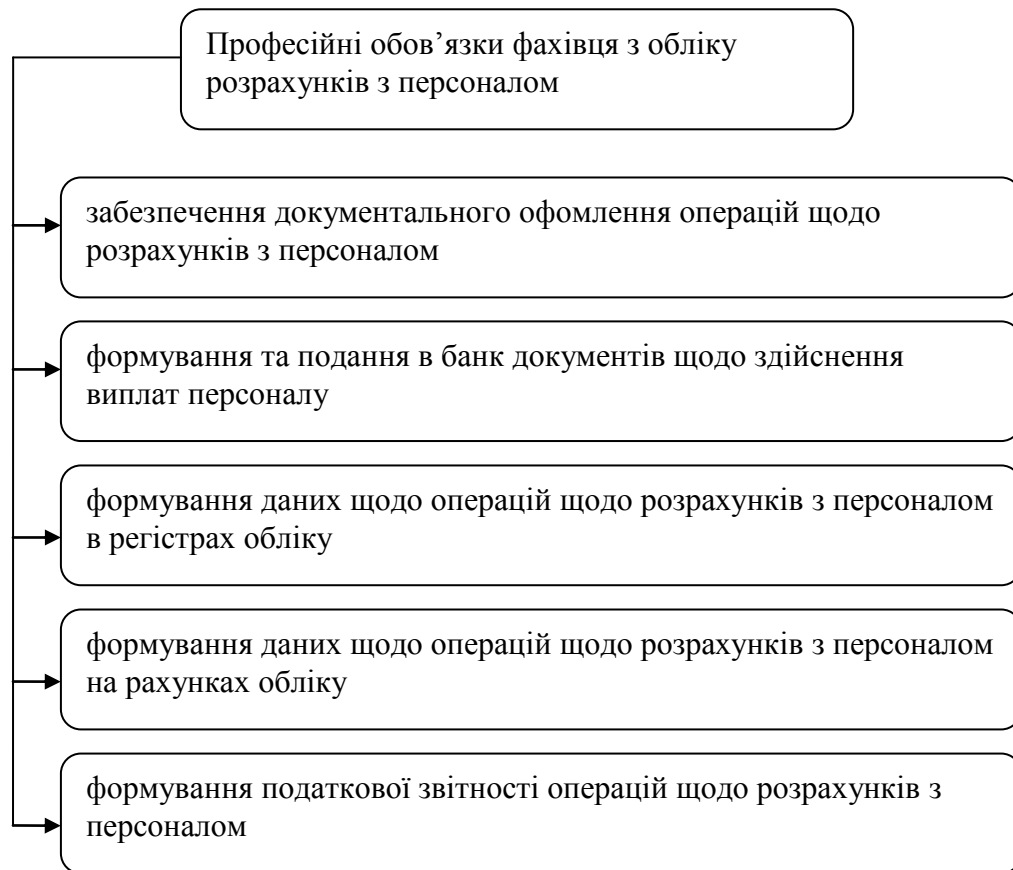 Професійні обов’язки фахівця з обліку
розрахунків з персоналом
забезпечення документального офомлення операцій щодо
розрахунків з персоналом
формування та подання в банк документів щодо здійснення
виплат персоналу
формування даних щодо операцій щодо розрахунків з персоналом
в регістрах обліку
формування даних щодо операцій щодо розрахунків з персоналом
на рахунках обліку
формування податкової звітності операцій щодо розрахунків з
персоналом